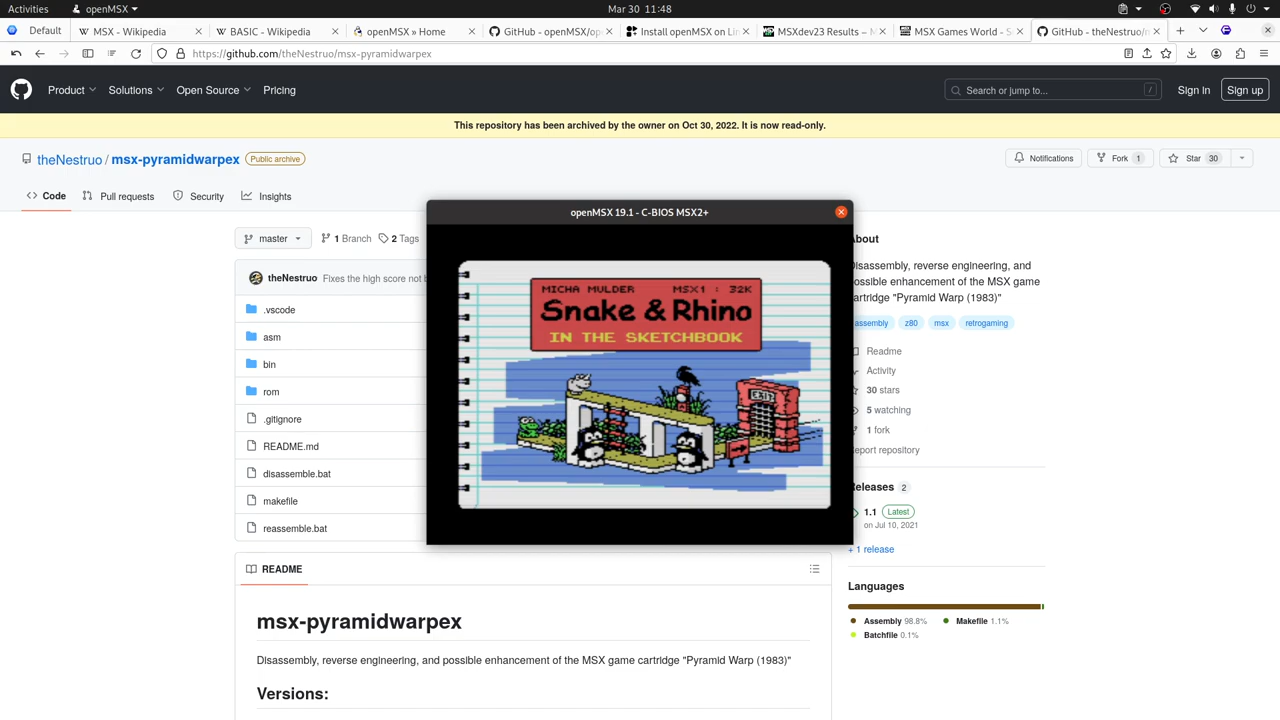 Activities
openMSX
Mar 30 11:48
Default
MSX - Wikipedia
BASIC - Wikipedia
openMSX » Home
GitHub - openMSX/op
Install openMSX on Lin
MSXdev23 Results – M
MSX Games World - S
GitHub - theNestruo/m
https://github.com/theNestruo/msx-pyramidwarpex
Product
Solutions
Open Source
Pricing
Search or jump to...
/
Sign in
Sign up
This repository has been archived by the owner on Oct 30, 2022. It is now read-only.
theNestruo / msx-pyramidwarpex
Public archive
Notifications
Fork 1
Star 30
Code
Pull requests
Security
Insights
openMSX 19.1 - C-BIOS MSX2+
MICHA MULDER
MSX1 : 32K
Snake & Rhino
IN THE SKETCHBOOK
EXIT
master
1 Branch
2 Tags
theNestruo
Fixes the high score not b
.vscode
asm
bin
rom
.gitignore
README.md
disassemble.bat
makefile
reassemble.bat
README
msx-pyramidwarpex
Disassembly, reverse engineering, and possible enhancement of the MSX game cartridge "Pyramid Warp (1983)"
Versions:
About
Disassembly, reverse engineering, and
possible enhancement of the MSX game
cartridge "Pyramid Warp (1983)"
assembly
z80
msx
retrogaming
Readme
Activity
30 stars
5 watching
1 fork
Report repository
Releases 2
1.1
Latest
on Jul 10, 2021
+ 1 release
Languages
Assembly 98.8%
Makefile 1.1%
Batchfile 0.1%